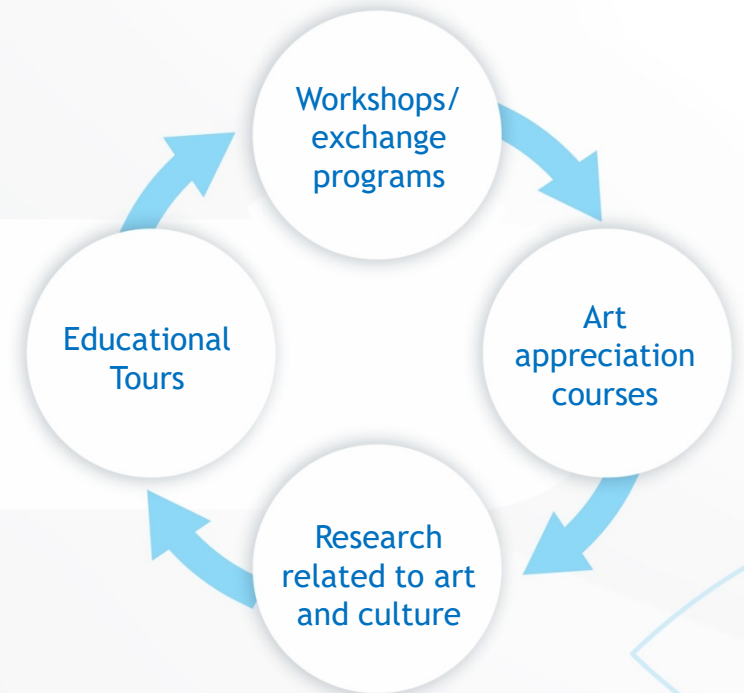 Workshops/
exchange
programs
Art
appreciation
courses
Research
related to art
and culture
Educational
Tours